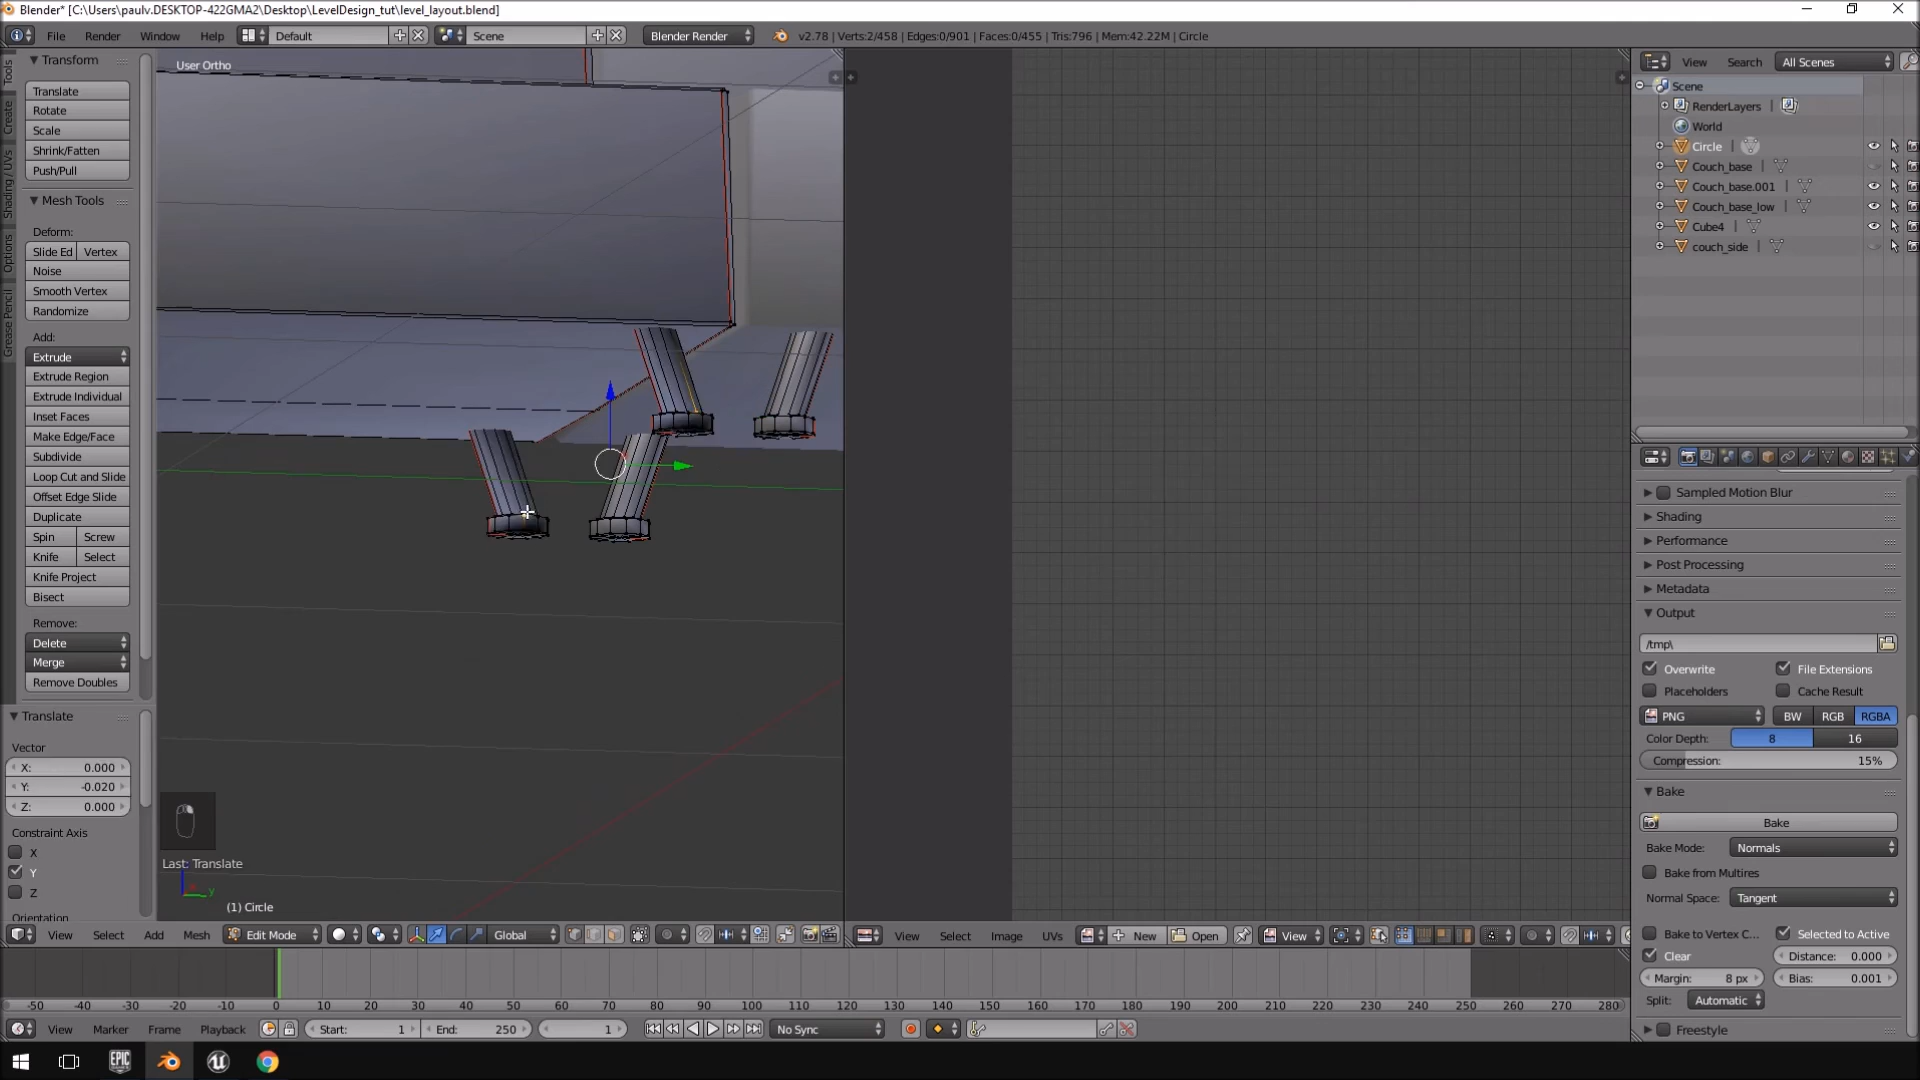 Blender* [C:\Users\paulv.DESKTOP-422GMA2\Desktop\LevelDesign_tut\level_layout.blend]
File Render Window Help Default Scene Blender Render v2.78 | Verts:2/458 | Edges:0/901 | Faces:0/455 | Tris:796 | Mem:42.22M | Circle
Tools
Create
Shading / UVs
Options
Grease Pencil
Transform
Translate
Rotate
Scale
Shrink/Fatten
Push/Pull
Mesh Tools
Deform:
Slide Ed Vertex
Noise
Smooth Vertex
Randomize
Add:
Extrude
Extrude Region
Extrude Individual
Inset Faces
Make Edge/Face
Subdivide
Loop Cut and Slide
Offset Edge Slide
Duplicate
Spin Screw
Knife Select
Knife Project
Bisect
Remove:
Delete
Merge
Remove Doubles
Translate
Vector
X: 0.000
Y: -0.020
Z: 0.000
Constraint Axis
X
Y
Z
Orientation
User Ortho
Last: Translate
y
(1) Circle
View Select Add Mesh Edit Mode Global
View Select Image UVs New Open View
View Search All Scenes
Scene
RenderLayers
World
Circle
Couch_base
Couch_base.001
Couch_base_low
Cube4
couch_side
Sampled Motion Blur
Shading
Performance
Post Processing
Metadata
Output
/tmp\
Overwrite File Extensions
Placeholders Cache Result
PNG BW RGB RGBA
Color Depth: 8 16
Compression: 15%
Bake
Bake
Bake Mode: Normals
Bake from Multires
Normal Space: Tangent
Bake to Vertex C... Selected to Active
Clear Distance: 0.000
Margin: 8 px Bias: 0.001
Split: Automatic
Freestyle
-50 -40 -30 -20 -10 0 10 20 30 40 50 60 70 80 90 100 110 120 130 140 150 160 170 180 190 200 210 220 230 240 250 260 270 280
View Marker Frame Playback Start: 1 End: 250 1 No Sync
EPIC